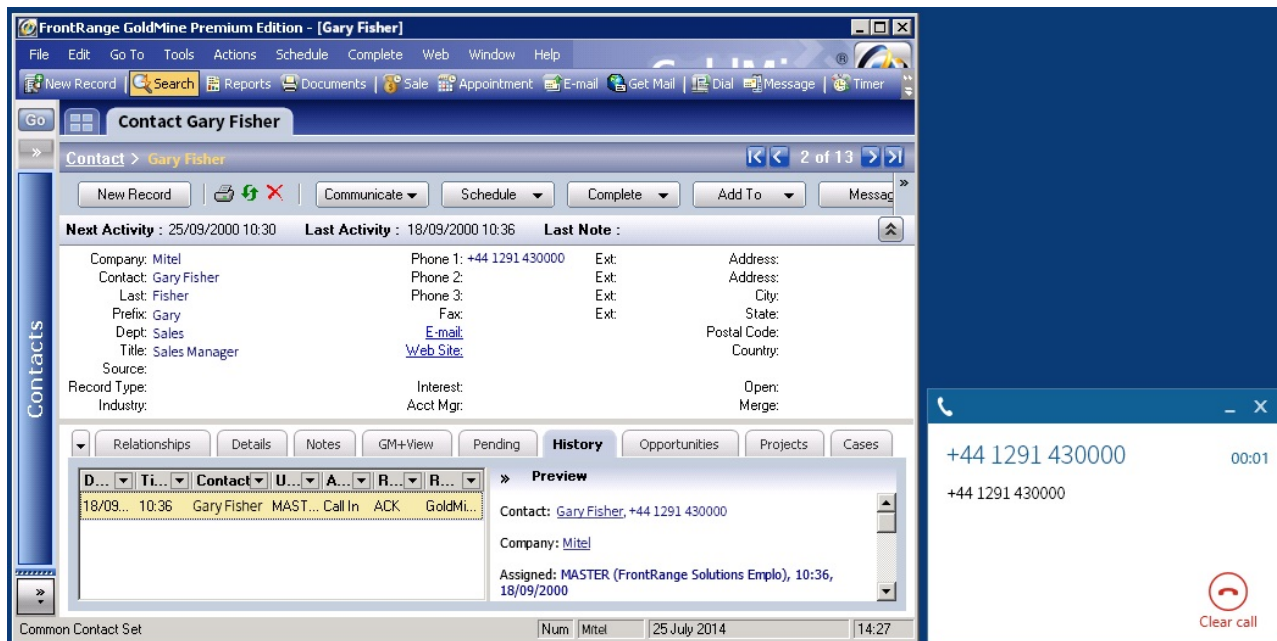 FrontRange GoldMine Premium Edition - [Gary Fisher]
File Edit Go To Tools Actions Schedule Complete Web Window Help
New Record Search Reports Documents Sale Appointment E-mail Get Mail Dial Message Timer
Go Contact Gary Fisher
Contact > Gary Fisher 2 of 13
New Record Communicate Schedule Complete Add To Messag
Next Activity : 25/09/2000 10:30 Last Activity : 18/09/2000 10:36 Last Note :
Company: Mitel Phone 1: +44 1291 430000 Ext: Address:
Contact: Gary Fisher Phone 2: Ext: Address:
Last: Fisher Phone 3: Ext: City:
Prefix: Gary Fax: Ext: State:
Dept: Sales E-mail: Postal Code:
Title: Sales Manager Web Site: Country:
Source:
Record Type: Interest: Open:
Industry: Acct Mgr: Merge:
Contacts
Relationships Details Notes GM+View Pending History Opportunities Projects Cases
D... Ti... Contact U... A... R... R...
18/09... 10:36 Gary Fisher MAST... Call In ACK GoldMi...
» Preview
Contact: Gary Fisher, +44 1291 430000
Company: Mitel
Assigned: MASTER (FrontRange Solutions Emplo), 10:36,
18/09/2000
Common Contact Set Num Mitel 25 July 2014 14:27
+44 1291 430000 00:01
+44 1291 430000
Clear call